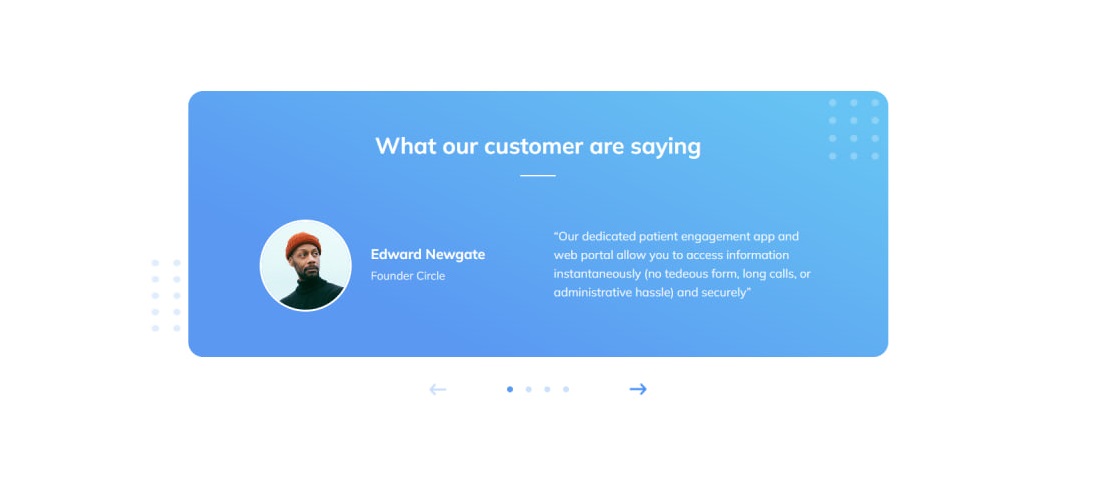 What our customer are saying
Edward Newgate
Founder Circle
“Our dedicated patient engagement app and
web portal allow you to access information
instantaneously (no tedeous form, long calls, or
administrative hassle) and securely”